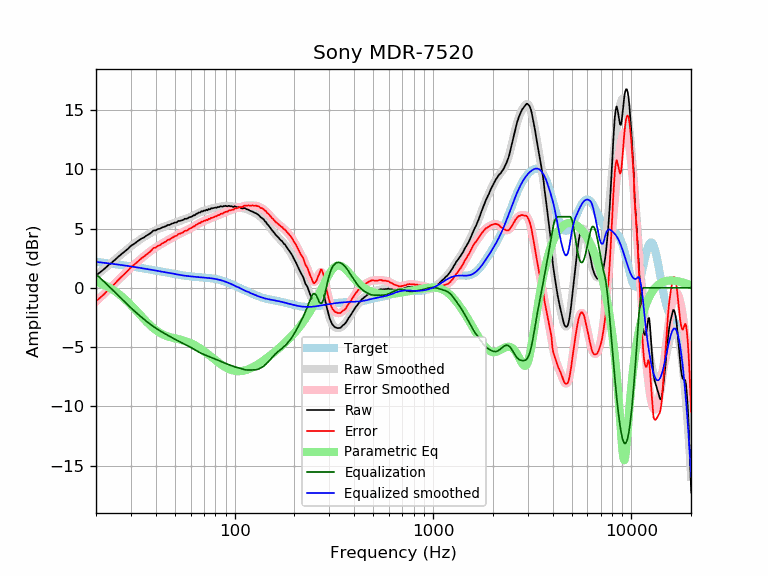 Sony MDR-7520
Amplitude (dBr)
15
10
5
0
−5
−10
−15
Target
Raw Smoothed
Error Smoothed
Raw
Error
Parametric Eq
Equalization
Equalized smoothed
100
1000
10000
Frequency (Hz)